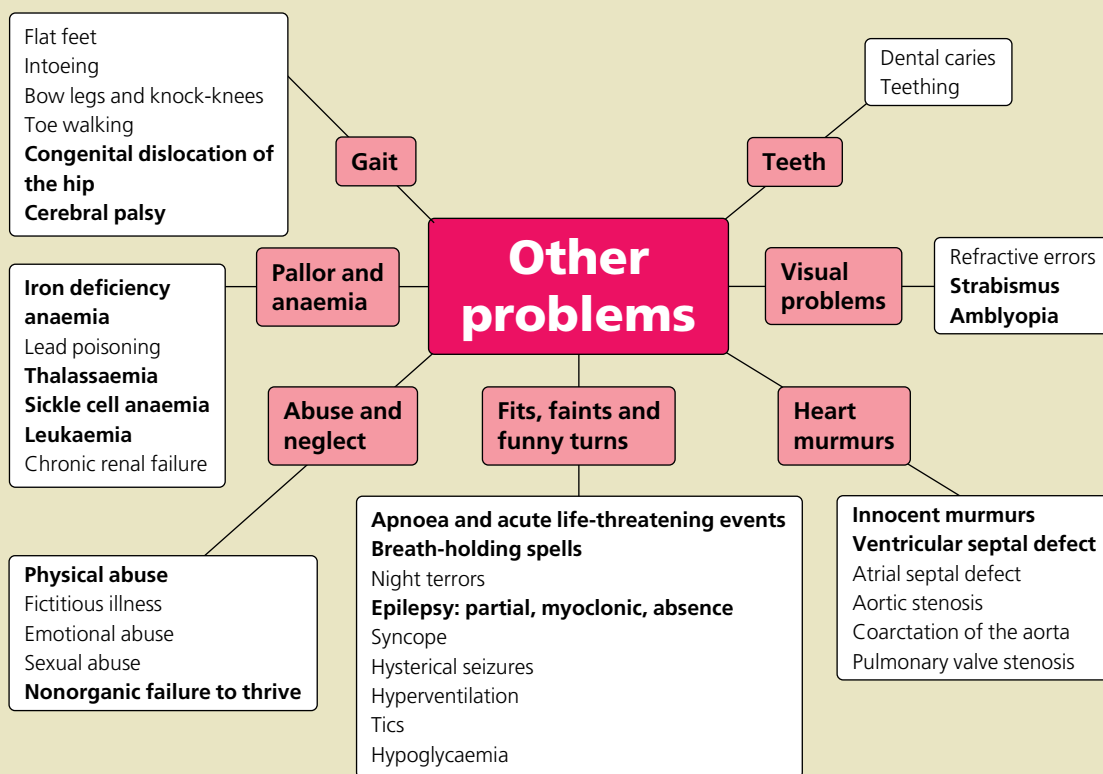 Flat feet
Intoeing
Bow legs and knock-knees
Toe walking
Congenital dislocation of
the hip
Cerebral palsy
Gait
Dental caries
Teething
Teeth
Other
problems
Pallor and
anaemia
Iron deficiency
anaemia
Lead poisoning
Thalassaemia
Sickle cell anaemia
Leukaemia
Chronic renal failure
Visual
problems
Refractive errors
Strabismus
Amblyopia
Abuse and
neglect
Physical abuse
Fictitious illness
Emotional abuse
Sexual abuse
Nonorganic failure to thrive
Fits, faints and
funny turns
Apnoea and acute life-threatening events
Breath-holding spells
Night terrors
Epilepsy: partial, myoclonic, absence
Syncope
Hysterical seizures
Hyperventilation
Tics
Hypoglycaemia
Heart
murmurs
Innocent murmurs
Ventricular septal defect
Atrial septal defect
Aortic stenosis
Coarctation of the aorta
Pulmonary valve stenosis